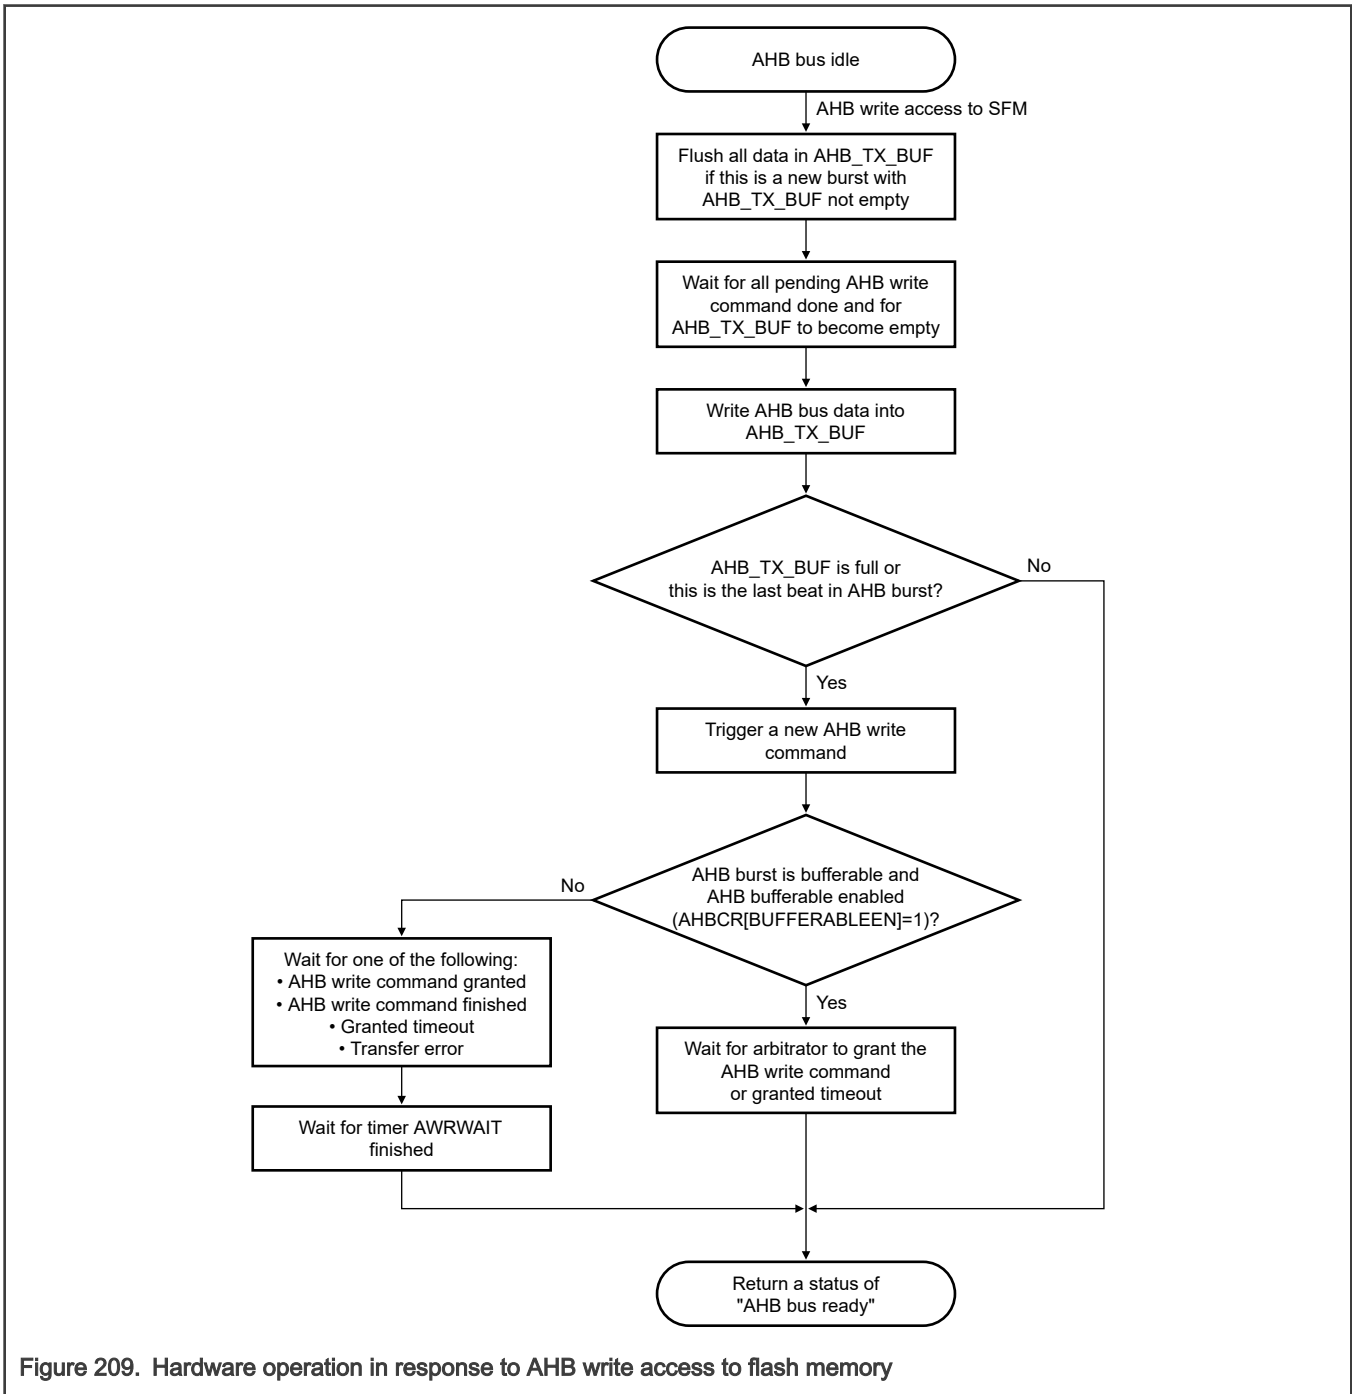 AHB bus idle
AHB write access to SFM
Flush all data in AHB_TX_BUF
if this is a new burst with
AHB_TX_BUF not empty
Wait for all pending AHB write
command done and for
AHB_TX_BUF to become empty
Write AHB bus data into
AHB_TX_BUF
AHB_TX_BUF is full or
this is the last beat in AHB burst?
No
Yes
Trigger a new AHB write
command
AHB burst is bufferable and
AHB bufferable enabled
(AHBCR[BUFFERABLEEN]=1)?
No
Yes
Wait for one of the following:
• AHB write command granted
• AHB write command finished
• Granted timeout
• Transfer error
Wait for arbitrator to grant the
AHB write command
or granted timeout
Wait for timer AWRWAIT
finished
Return a status of
"AHB bus ready"
Figure 209. Hardware operation in response to AHB write access to flash memory